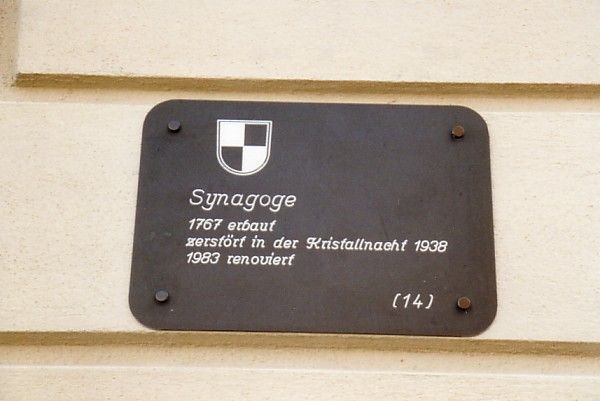 Synagoge
1767 erbaut
zerstört in der Kristallnacht 1938
1983 renoviert
(14)